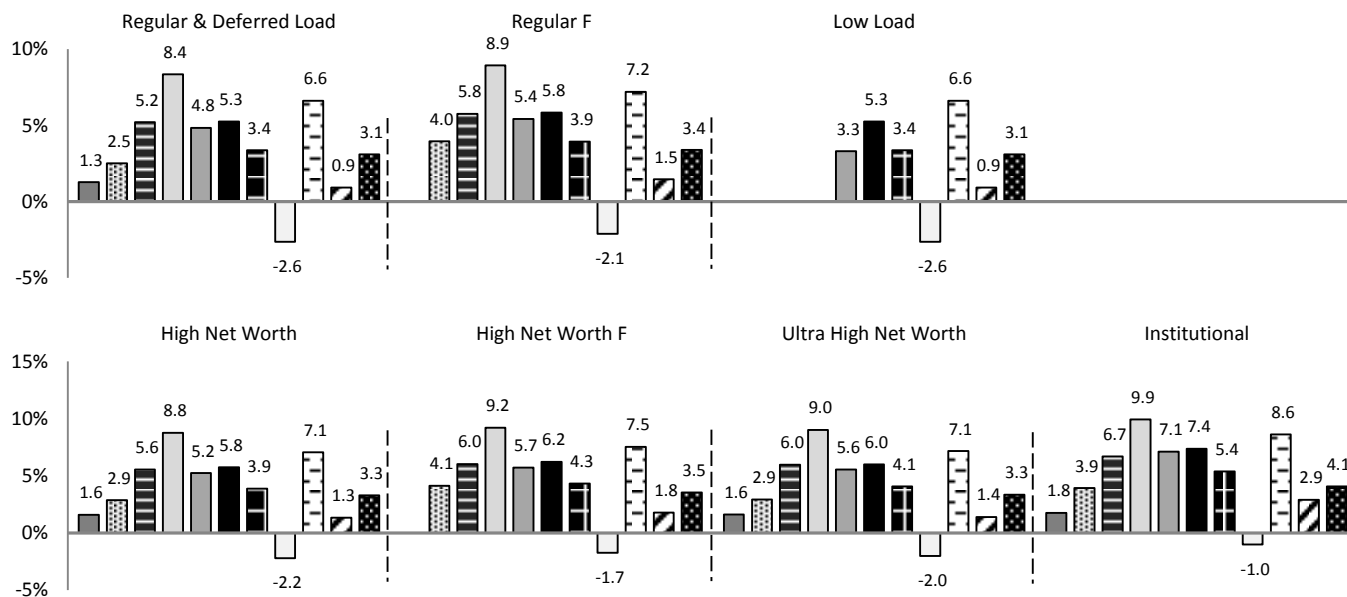 Regular & Deferred Load Regular F Low Load
10%
5%
0%
-5%
1.3 2.5 5.2 8.4 4.8 5.3 3.4 -2.6 6.6 0.9 3.1
4.0 5.8 8.9 5.4 5.8 3.9 -2.1 7.2 1.5 3.4
3.3 5.3 3.4 -2.6 6.6 0.9 3.1
High Net Worth High Net Worth F Ultra High Net Worth Institutional
15%
10%
5%
0%
-5%
1.6 2.9 5.6 8.8 5.2 5.8 3.9 -2.2 7.1 1.3 3.3
4.1 6.0 9.2 5.7 6.2 4.3 -1.7 7.5 1.8 3.5
1.6 2.9 6.0 9.0 5.6 6.0 4.1 -2.0 7.1 1.4 3.3
1.8 3.9 6.7 9.9 7.1 7.4 5.4 -1.0 8.6 2.9 4.1